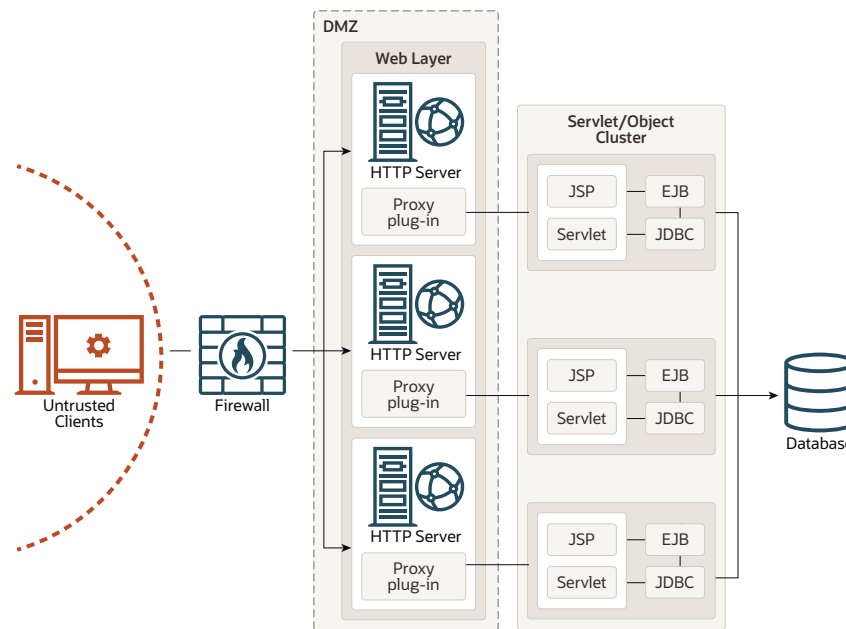 DMZ
Web Layer
HTTP Server
Proxy
plug-in
HTTP Server
Proxy
plug-in
HTTP Server
Proxy
plug-in
Untrusted
Clients
Firewall
Servlet/Object
Cluster
JSP
EJB
Servlet
JDBC
JSP
EJB
Servlet
JDBC
JSP
EJB
Servlet
JDBC
Database